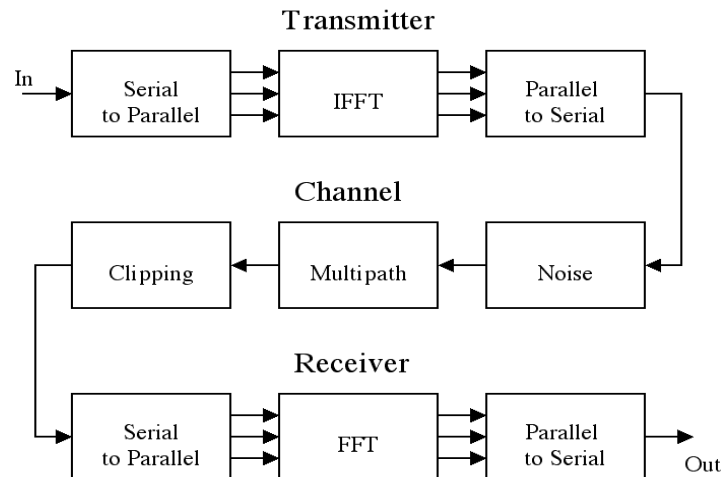 Transmitter
In
Serial
to Parallel
IFFT
Parallel
to Serial
Channel
Clipping
Multipath
Noise
Receiver
Serial
to Parallel
FFT
Parallel
to Serial
Out